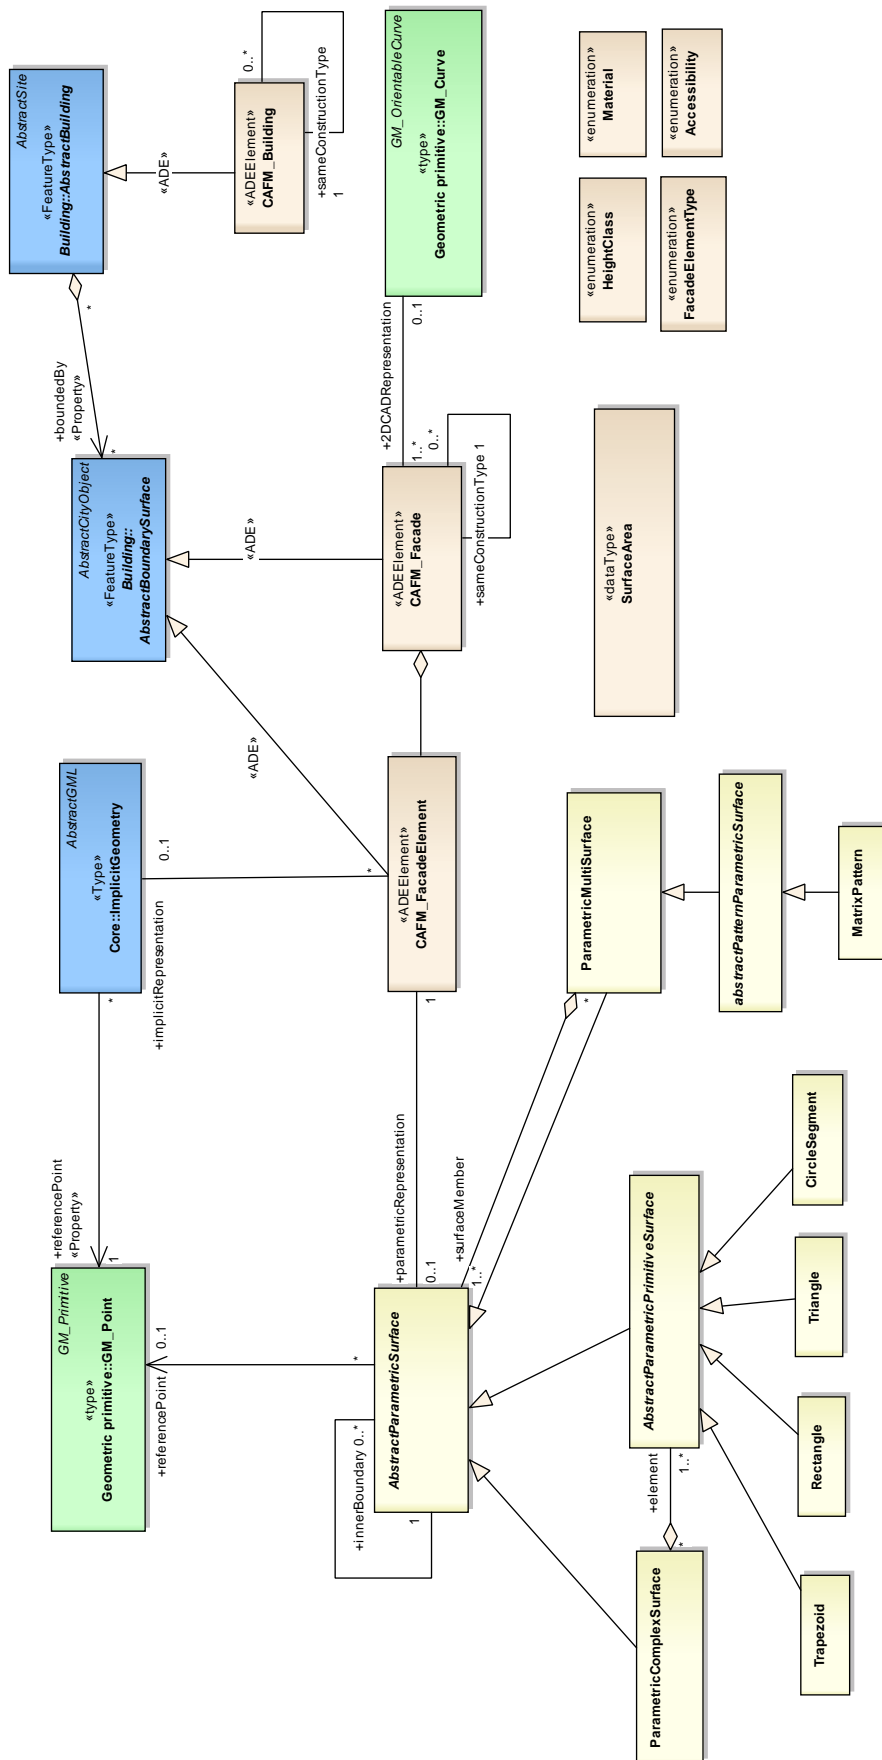 GM_Primitive
«type»
Geometric primitive::GM_Point
+referencePoint
«Property»
1
*
AbstractGML
«Type»
Core::ImplicitGeometry
+implicitRepresentation
0..1
*
AbstractCityObject
«FeatureType»
Building::
AbstractBoundarySurface
+boundedBy
«Property»
*
*
AbstractSite
«FeatureType»
Building::AbstractBuilding
«ADE»
«ADE»
«ADE»
+referencePoint
0..1
*
+innerBoundary 0..*
1
AbstractParametricSurface
+parametricRepresentation
0..1
1
«ADEElement»
CAFM_FacadeElement
«ADEElement»
CAFM_Facade
+2DCADRepresentation
1..*
0..*
0..1
+sameConstructionType 1
«ADEElement»
CAFM_Building
0..*
+sameConstructionType
1
GM_OrientableCurve
«type»
Geometric primitive::GM_Curve
+surfaceMember
1..*
*
ParametricMultiSurface
«dataType»
SurfaceArea
«enumeration»
HeightClass
«enumeration»
Material
«enumeration»
FacadeElementType
«enumeration»
Accessibility
ParametricComplexSurface
+element
*
1..*
AbstractParametricPrimitiveSurface
abstractPatternParametricSurface
Trapezoid
Rectangle
Triangle
CircleSegment
MatrixPattern